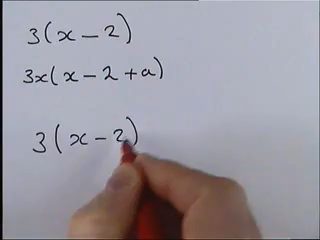 3(x - 2)
3x(x - 2 + a)
3(x - 2)